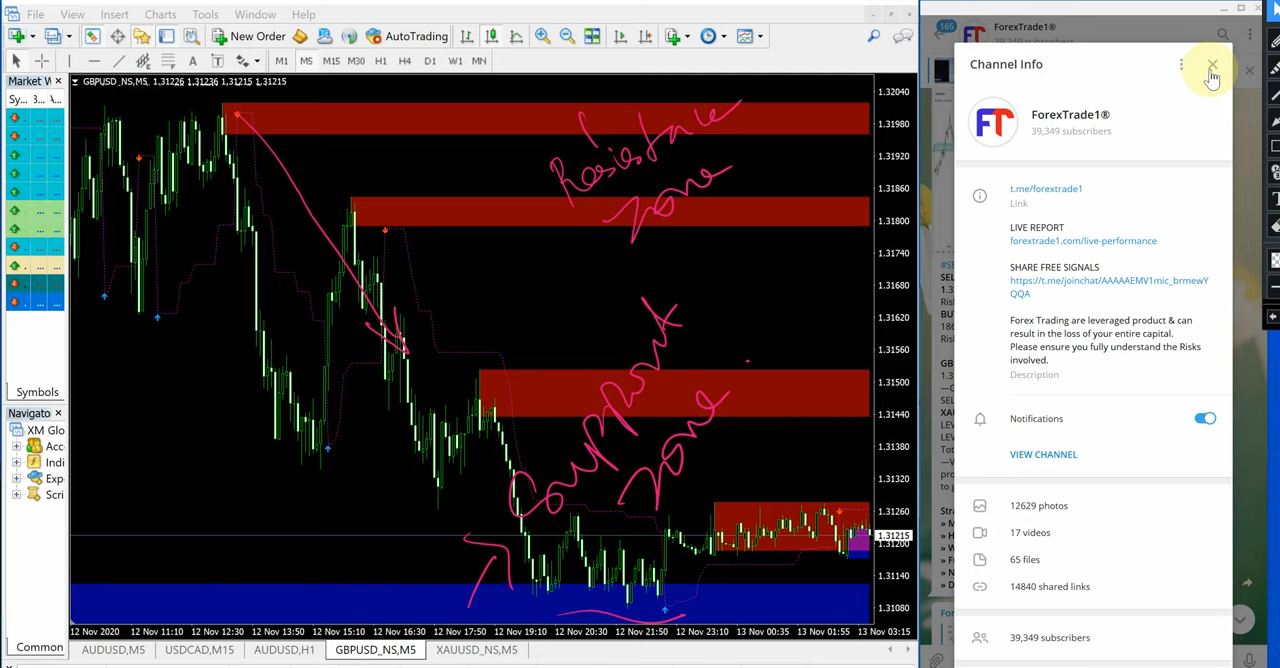 File View Insert Charts Tools Window Help
New Order AutoTrading
M1 M5 M15 M30 H1 H4 D1 W1 MN
Market W
Sy... B... A...
Symbols
Navigato
XM Glo
Acc
Indi
Exp
Scri
Common
GBPUSD_NS,M5 1.31226 1.31236 1.31215 1.31215
Resistance
zone
Support
zone
1.32040
1.31980
1.31920
1.31860
1.31800
1.31740
1.31680
1.31620
1.31560
1.31500
1.31440
1.31380
1.31320
1.31260
1.31215
1.31200
1.31140
1.31080
12 Nov 2020 12 Nov 11:10 12 Nov 12:30 12 Nov 13:50 12 Nov 15:10 12 Nov 16:30 12 Nov 17:50 12 Nov 19:10 12 Nov 20:30 12 Nov 21:50 12 Nov 23:10 13 Nov 00:35 13 Nov 01:55 13 Nov 03:15
AUDUSD,M5 USDCAD,M15 AUDUSD,H1 GBPUSD_NS,M5 XAUUSD_NS,M5
165
ForexTrade1®
Channel Info
FT
ForexTrade1®
39,349 subscribers
t.me/forextrade1
Link
LIVE REPORT
forextrade1.com/live-performance
SHARE FREE SIGNALS
https://t.me/joinchat/AAAAAEMV1mic_brmewY
QQA
Forex Trading are leveraged product & can
result in the loss of your entire capital.
Please ensure you fully understand the Risks
involved.
Description
Notifications
VIEW CHANNEL
12629 photos
17 videos
65 files
14840 shared links
39,349 subscribers